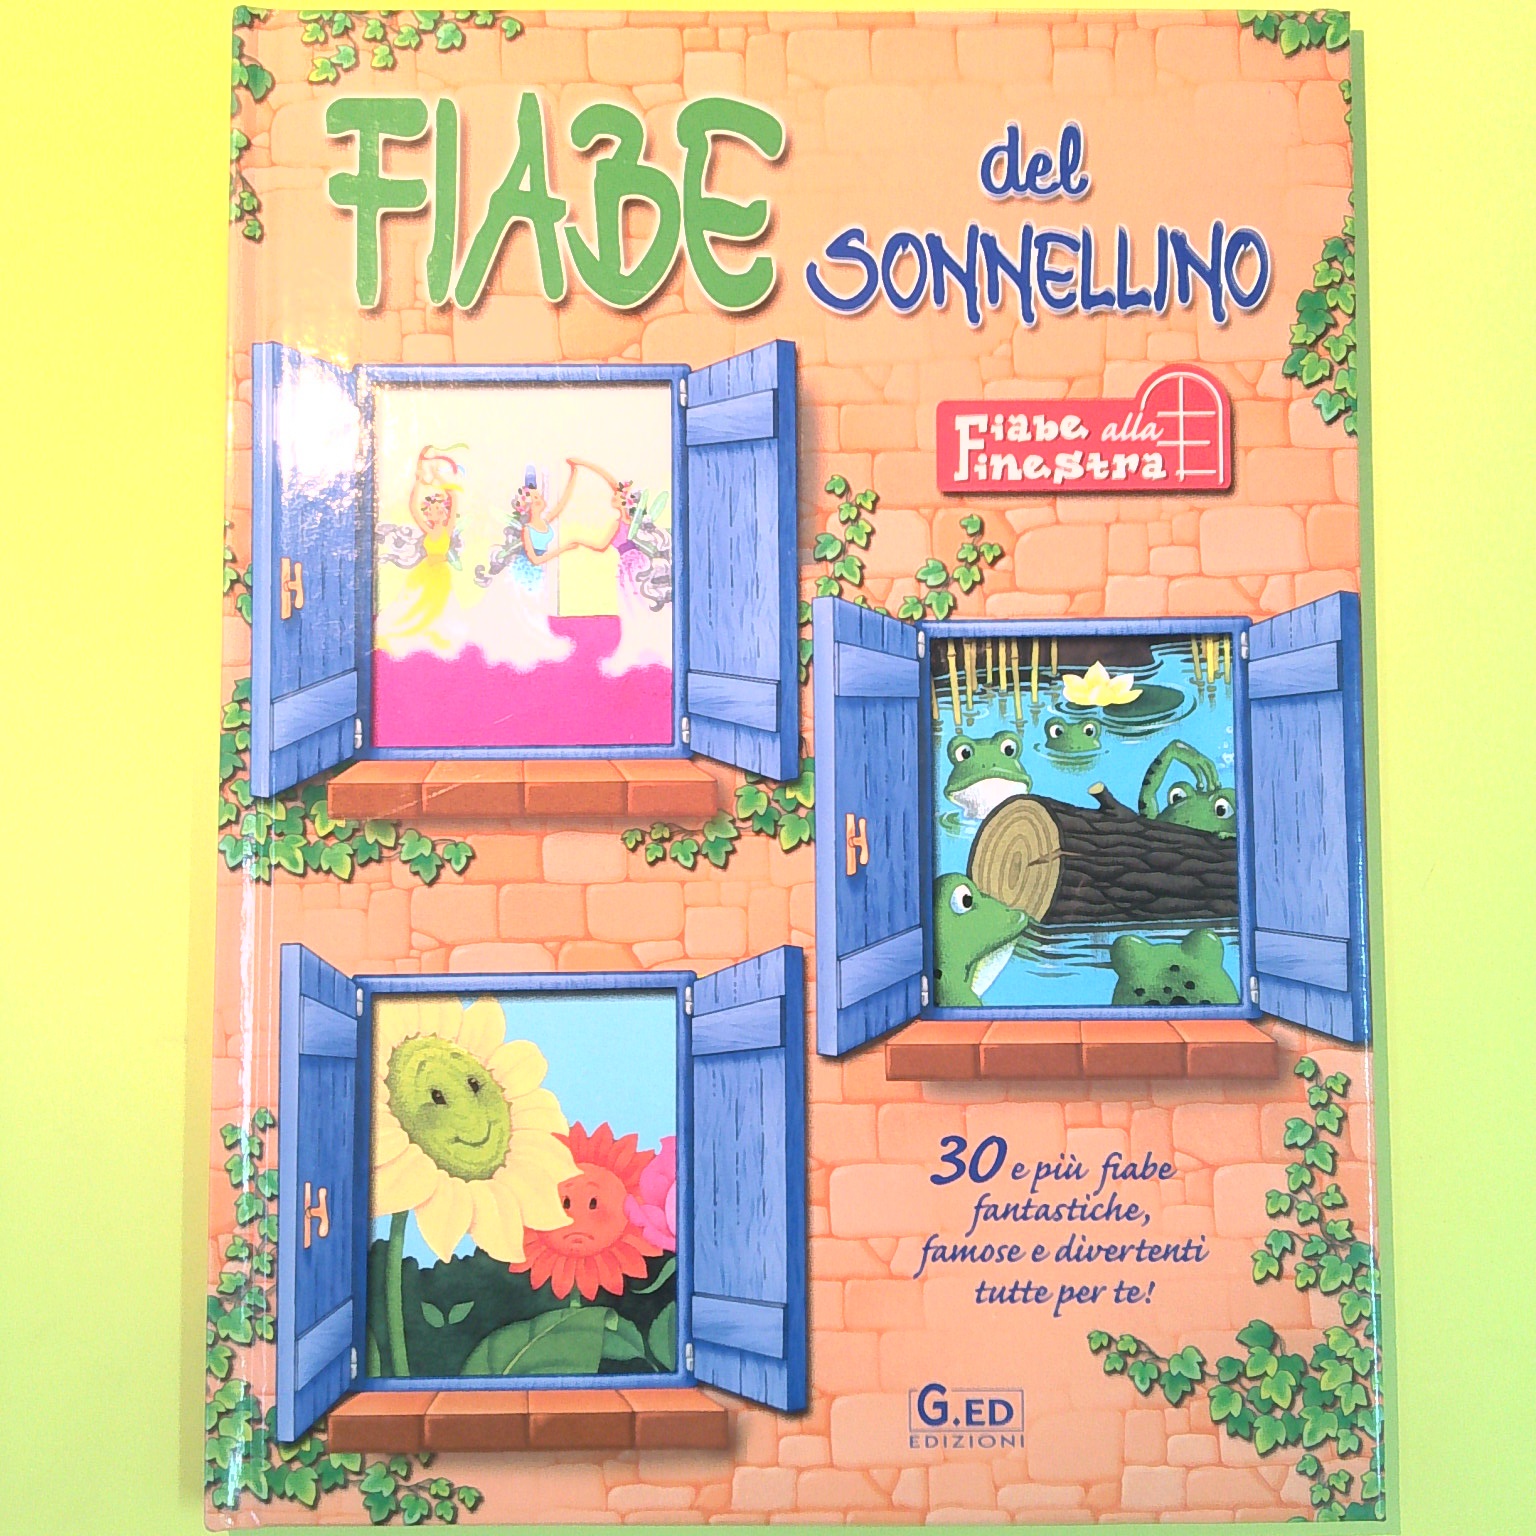 FIABE
del
SONNELLINO
Fiabe alla
Finestra
30 e più fiabe
fantastiche,
famose e divertenti
tutte per te!
G.ED
EDIZIONI